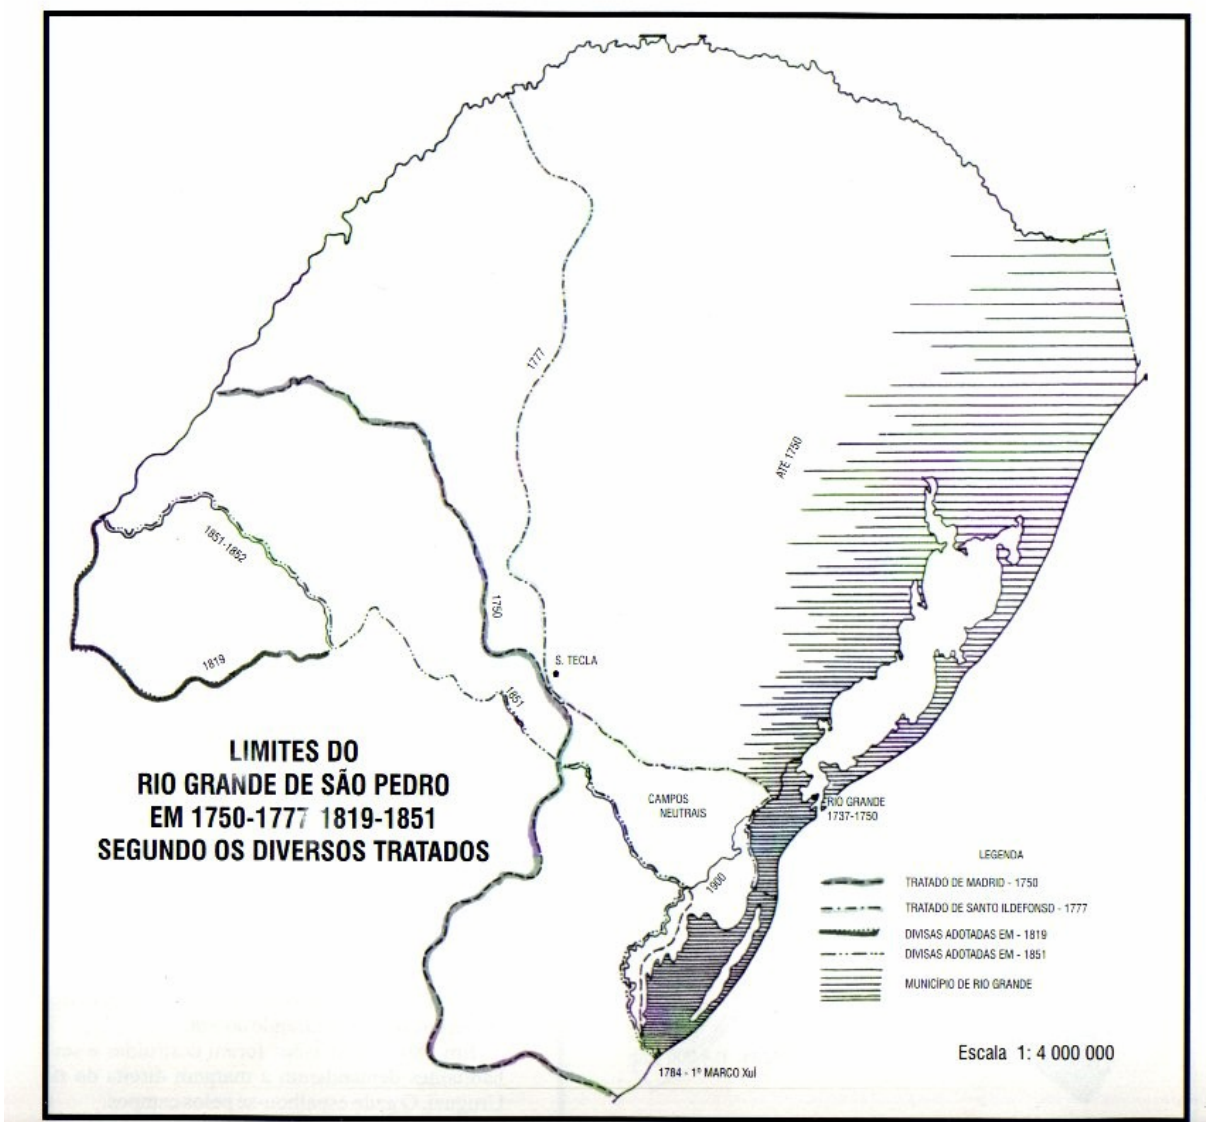 1777
ATÉ 1750
1851-1852
1750
1819
S. TECLA
1851
LIMITES DO
RIO GRANDE DE SÃO PEDRO
EM 1750-1777 1819-1851
SEGUNDO OS DIVERSOS TRATADOS
CAMPOS
NEUTRAIS
RIO GRANDE
1737-1750
1900
LEGENDA
TRATADO DE MADRID - 1750
TRATADO DE SANTO ILDEFONSO - 1777
DIVISAS ADOTADAS EM - 1819
DIVISAS ADOTADAS EM - 1851
MUNICÍPIO DE RIO GRANDE
Escala 1: 4 000 000
1784 - 1º MARCO Xuí